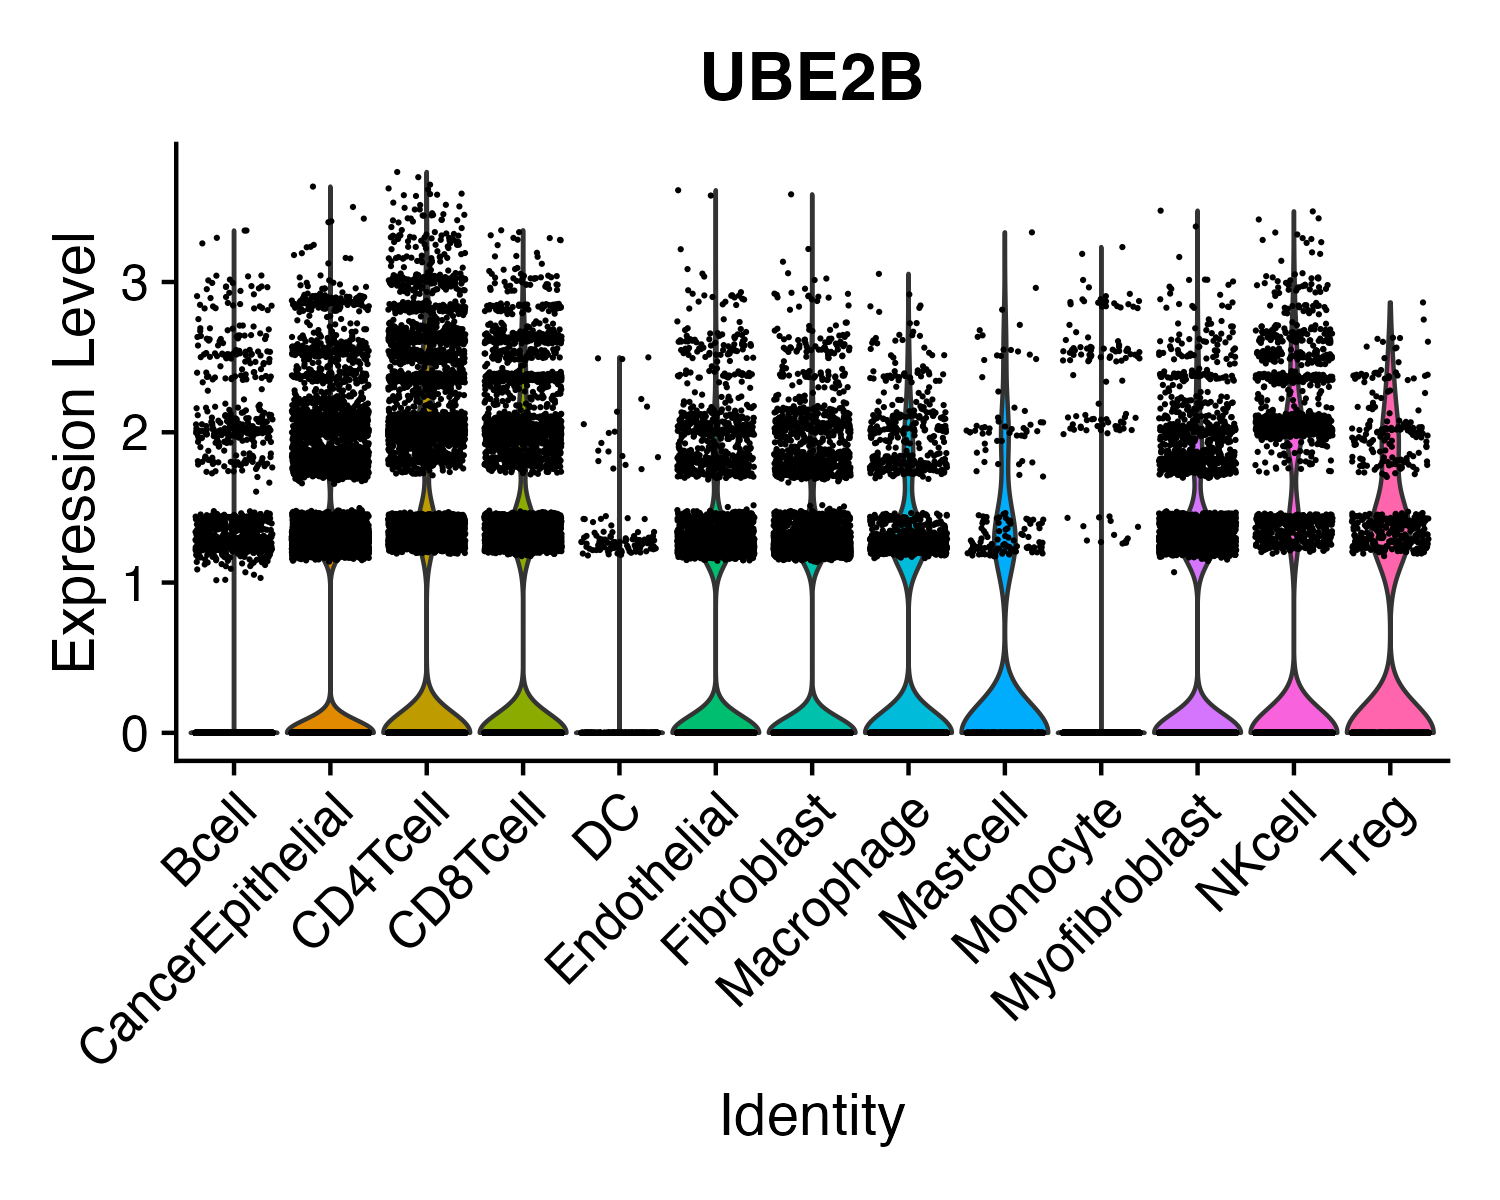 UBE2B
Expression Level
3
2
1
0
Bcell
CancerEpithelial
CD4Tcell
CD8Tcell
DC
Endothelial
Fibroblast
Macrophage
Mastcell
Monocyte
Myofibroblast
NKcell
Treg
Identity